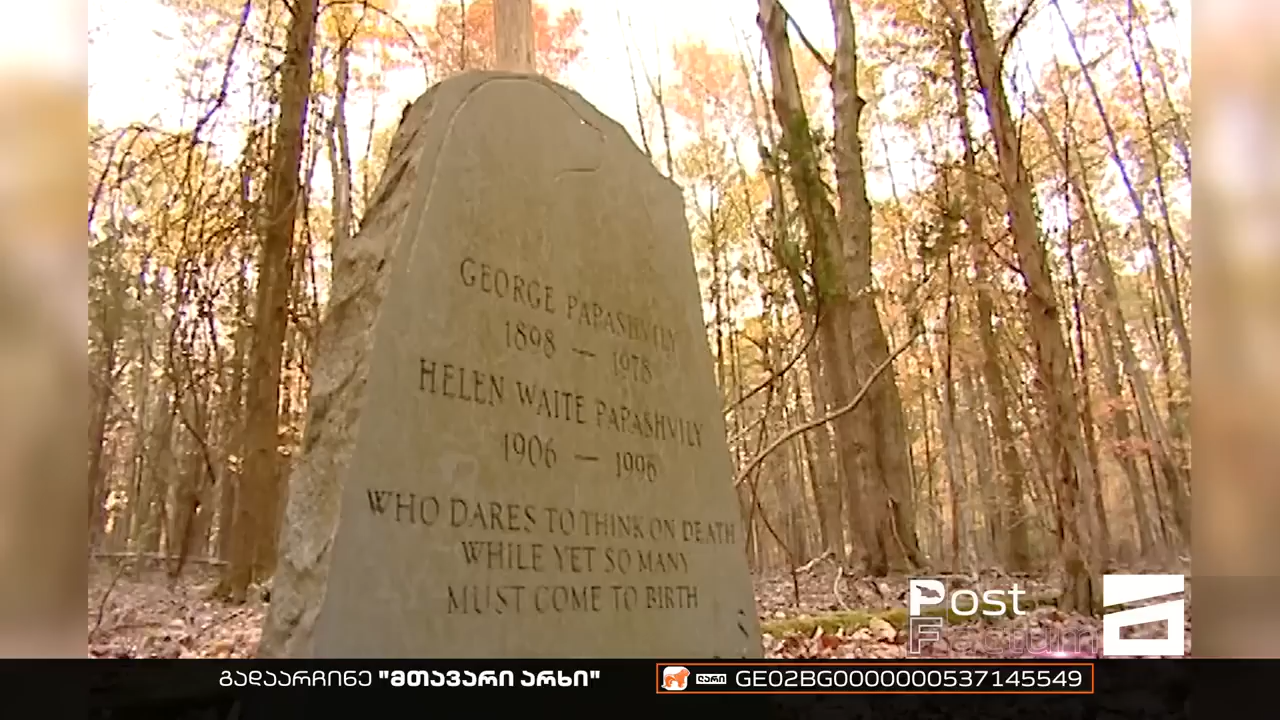 GEORGE PAPASHVILY
1898 — 1978
HELEN WAITE PAPASHVILY
1906 — 1996
WHO DARES TO THINK ON DEATH
WHILE YET SO MANY
MUST COME TO BIRTH
Post
Factum
გადაარჩინე "მთავარი არხი"
ლარი GE02BG0000000537145549